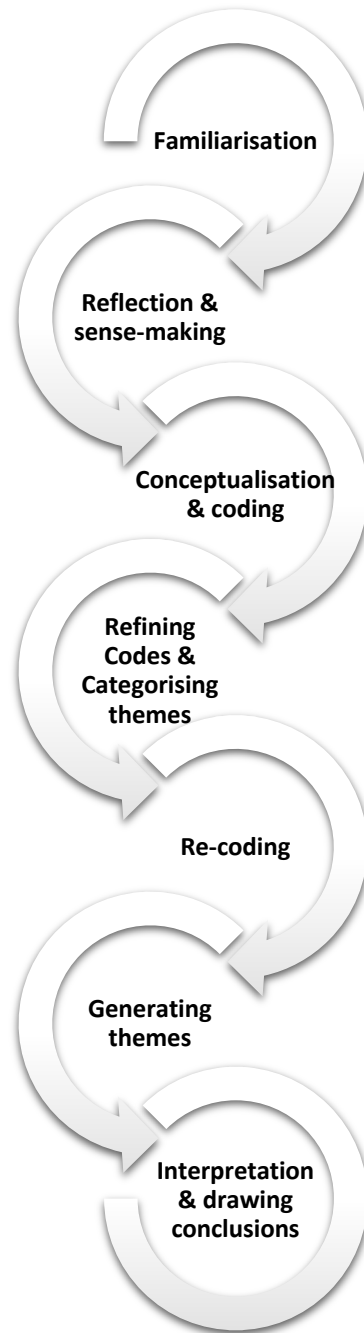 Familiarisation
Reflection &
sense-making
Conceptualisation
& coding
Refining
Codes &
Categorising
themes
Re-coding
Generating
themes
Interpretation
& drawing
conclusions